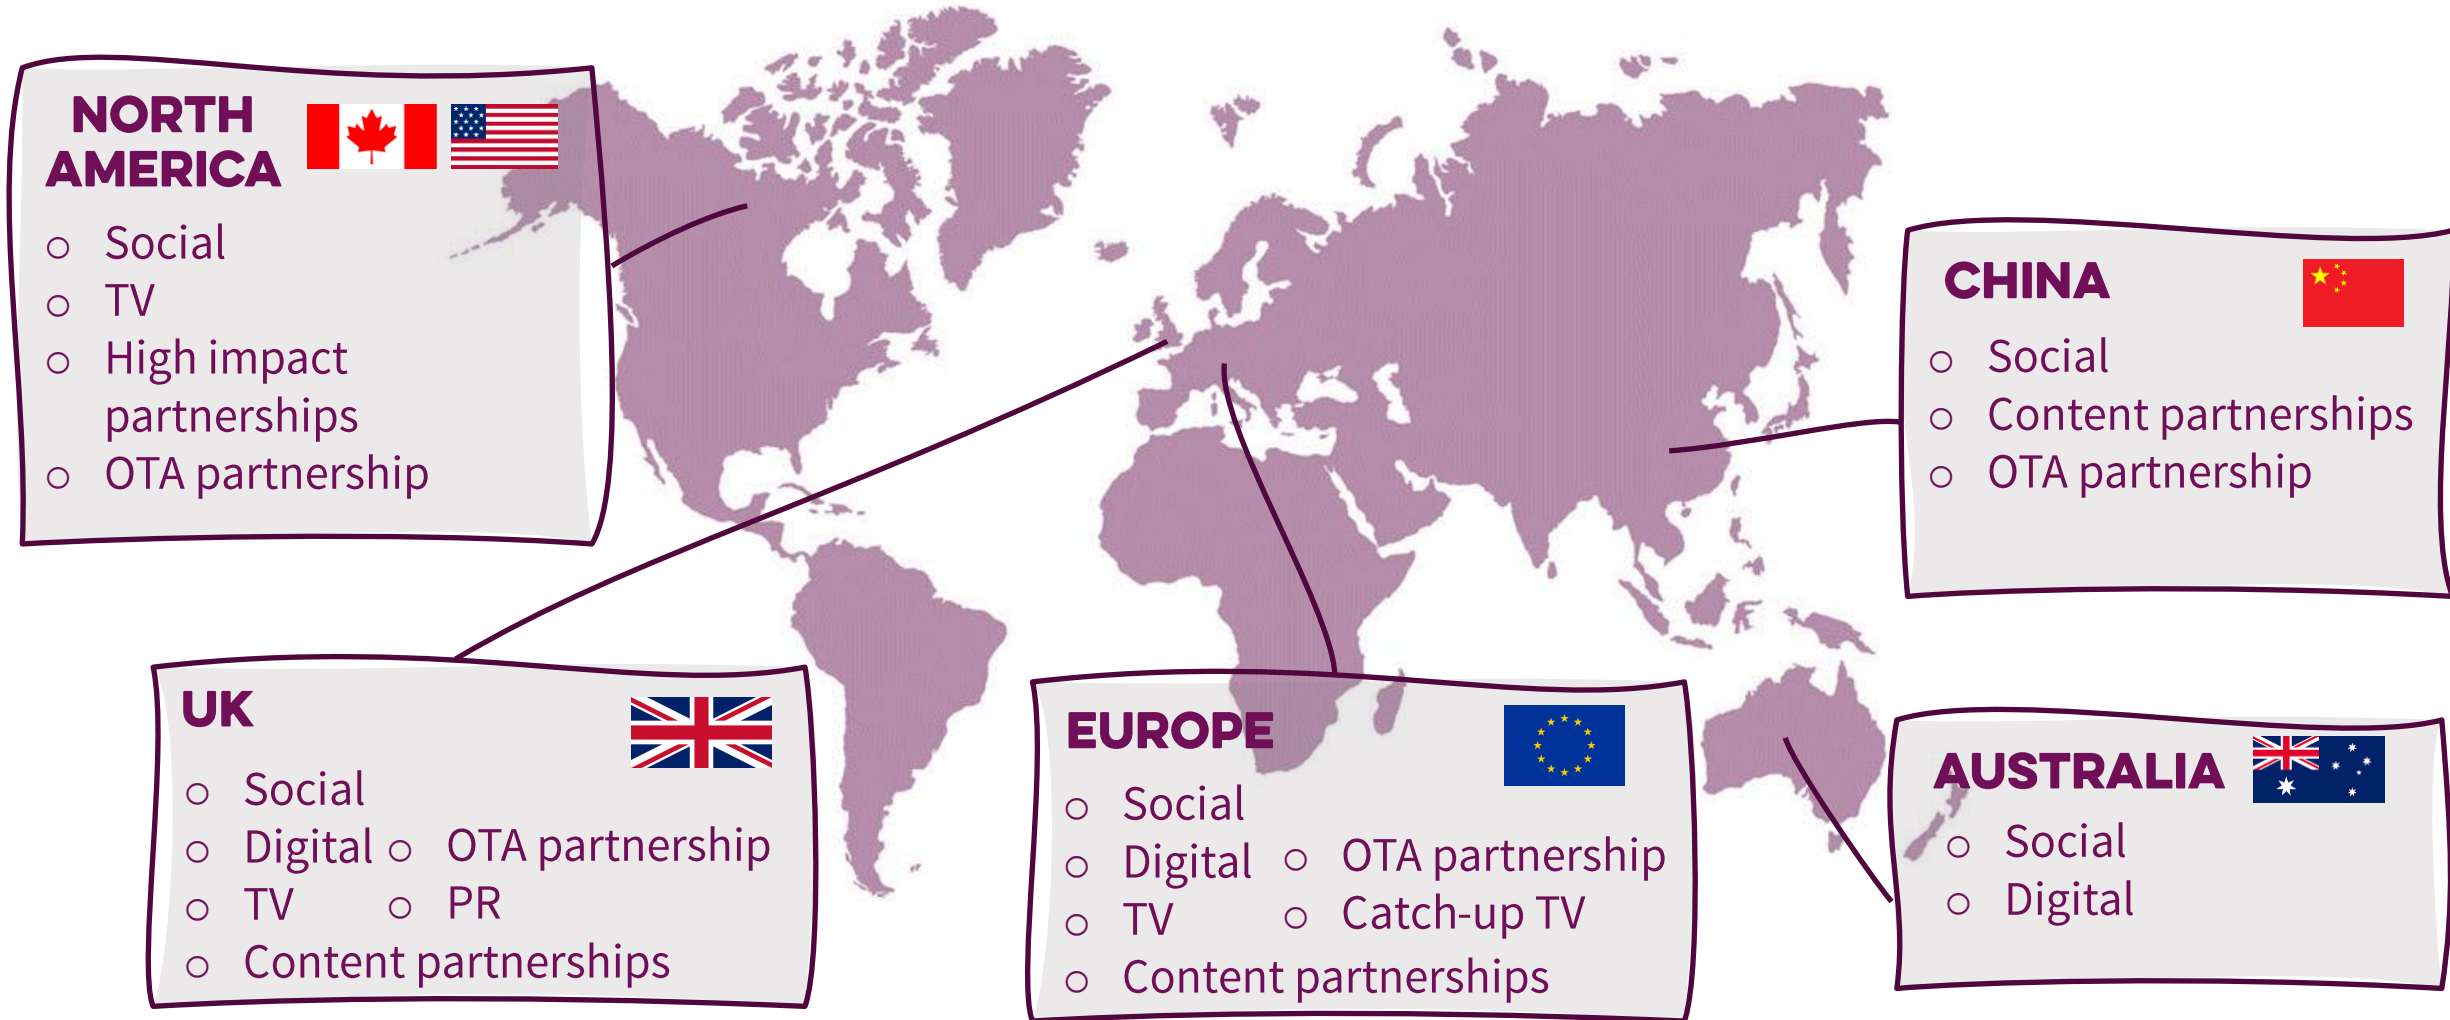 NORTH
AMERICA
○ Social
○ TV
○ High impact
partnerships
○ OTA partnership
CHINA
○ Social
○ Content partnerships
○ OTA partnership
UK
○ Social
○ Digital ○ OTA partnership
○ TV ○ PR
○ Content partnerships
EUROPE
○ Social
○ Digital ○ OTA partnership
○ TV ○ Catch-up TV
○ Content partnerships
AUSTRALIA
○ Social
○ Digital